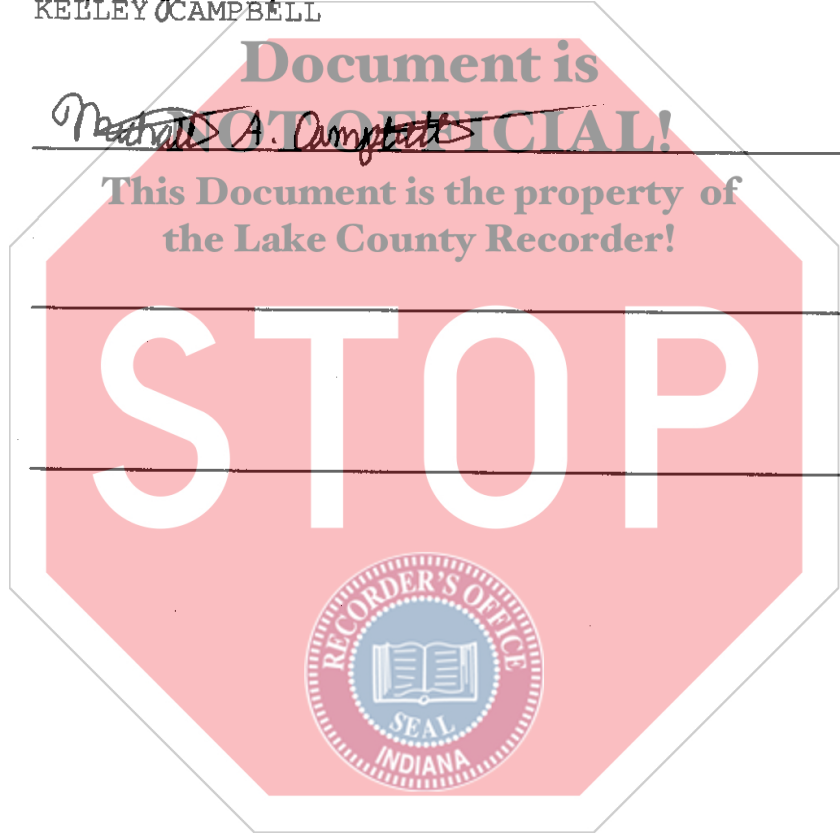 KELLEY CAMPBELL
Document is
NOT OFFICIAL!
A. Campbell
This Document is the property of
the Lake County Recorder!
STOP
RECORDER'S OFFICE
SEAL
INDIANA